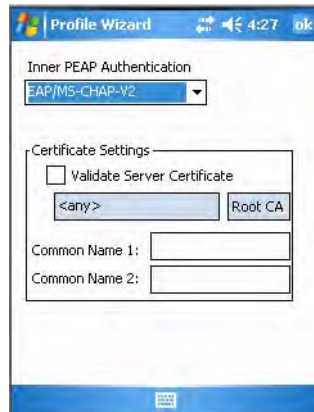 Profile Wizard 4:27 ok
Inner PEAP Authentication
EAP/MS-CHAP-V2
Certificate Settings
Validate Server Certificate
<any> Root CA
Common Name 1:
Common Name 2: